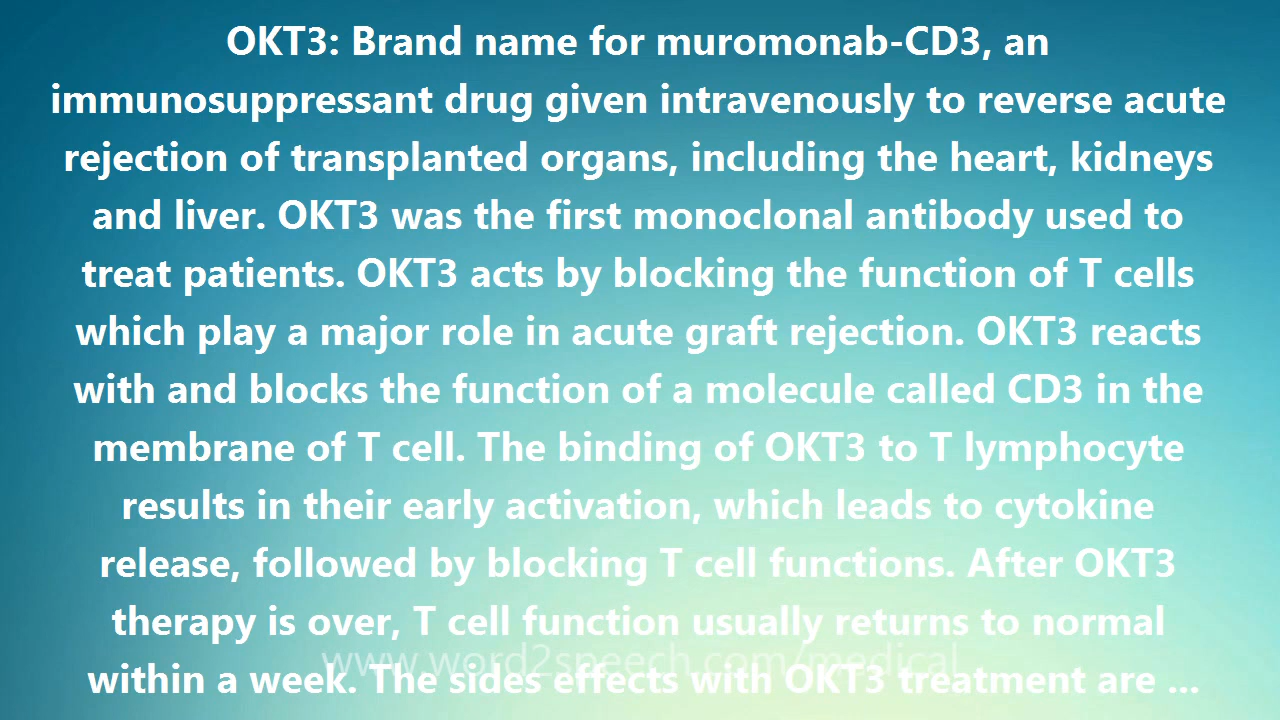 OKT3: Brand name for muromonab-CD3, an
immunosuppressant drug given intravenously to reverse acute
rejection of transplanted organs, including the heart, kidneys
and liver. OKT3 was the first monoclonal antibody used to
treat patients. OKT3 acts by blocking the function of T cells
which play a major role in acute graft rejection. OKT3 reacts
with and blocks the function of a molecule called CD3 in the
membrane of T cell. The binding of OKT3 to T lymphocyte
results in their early activation, which leads to cytokine
release, followed by blocking T cell functions. After OKT3
therapy is over, T cell function usually returns to normal
www.word2speech.com/medical
within a week. The sides effects with OKT3 treatment are ...